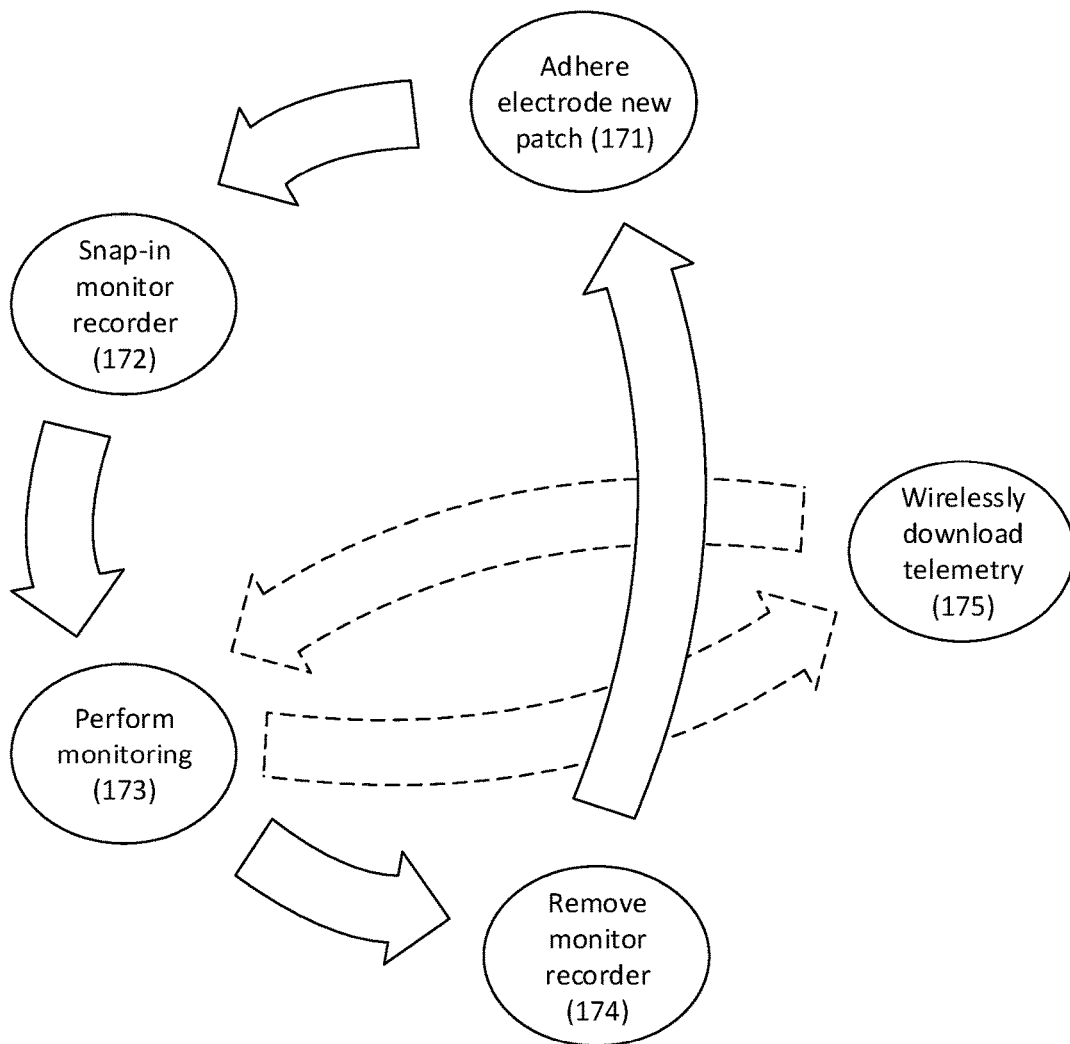 Adhere
electrode new
patch (171)
Snap-in
monitor
recorder
(172)
Wirelessly
download
telemetry
(175)
Perform
monitoring
(173)
Remove
monitor
recorder
(174)